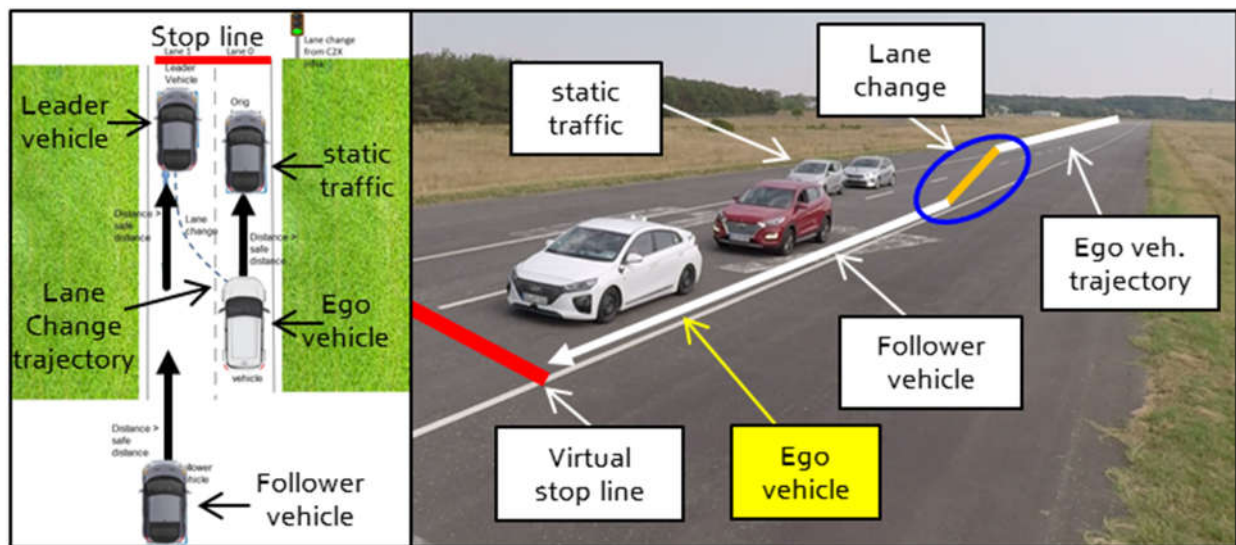 Stop line
Lane 1
Lane 0
Lane change
from C2X
Leader
Vehicle
Leader
vehicle
Orig
static
traffic
Distance >
safe
distance
Lane
change
Distance >
safe
distance
Lane
Change
trajectory
Ego
vehicle
vehicle
Distance >
safe
distance
vehicle
Follower
vehicle
static
traffic
Lane
change
Ego veh.
trajectory
Follower
vehicle
Virtual
stop line
Ego
vehicle